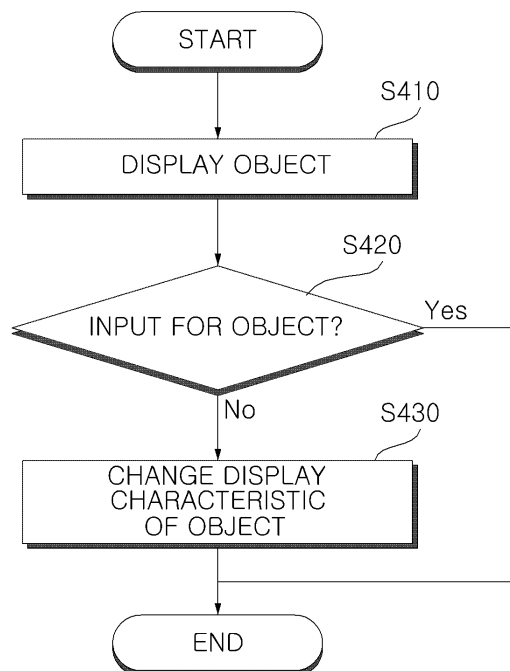 START
S410
DISPLAY OBJECT
S420
INPUT FOR OBJECT?
Yes
No
S430
CHANGE DISPLAY
CHARACTERISTIC
OF OBJECT
END